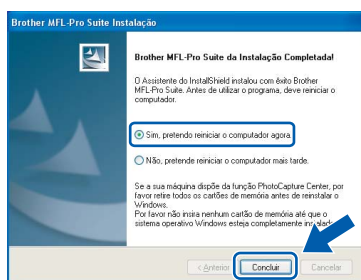 Brother MFL-Pro Suite Instalação
Brother MFL-Pro Suite da Instalação Completada!
O Assistente do InstallShield instalou com êxito Brother
MFL-Pro Suite. Antes de utilizar o programa, deve reiniciar o
computador.
Sim, pretendo reiniciar o computador agora.
Não, pretende reiniciar o computador mais tarde.
Se a sua máquina dispõe da função PhotoCapture Center, por
favor retire todos os cartões de memória antes de reinstalar o
Windows.
Por favor não insira nenhum cartão de memória até que o
sistema operativo Windows esteja completamente
< Anterior Concluir Cancelar